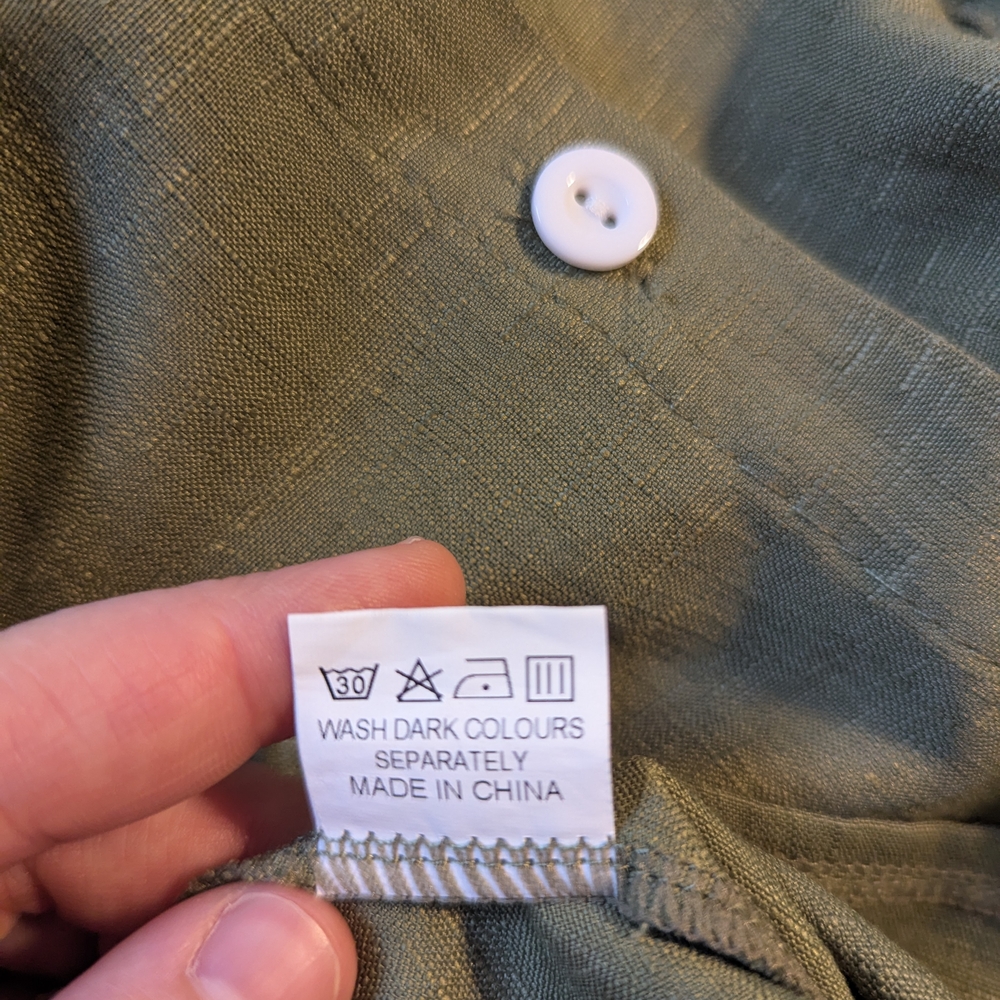 30
WASH DARK COLOURS
SEPARATELY
MADE IN CHINA